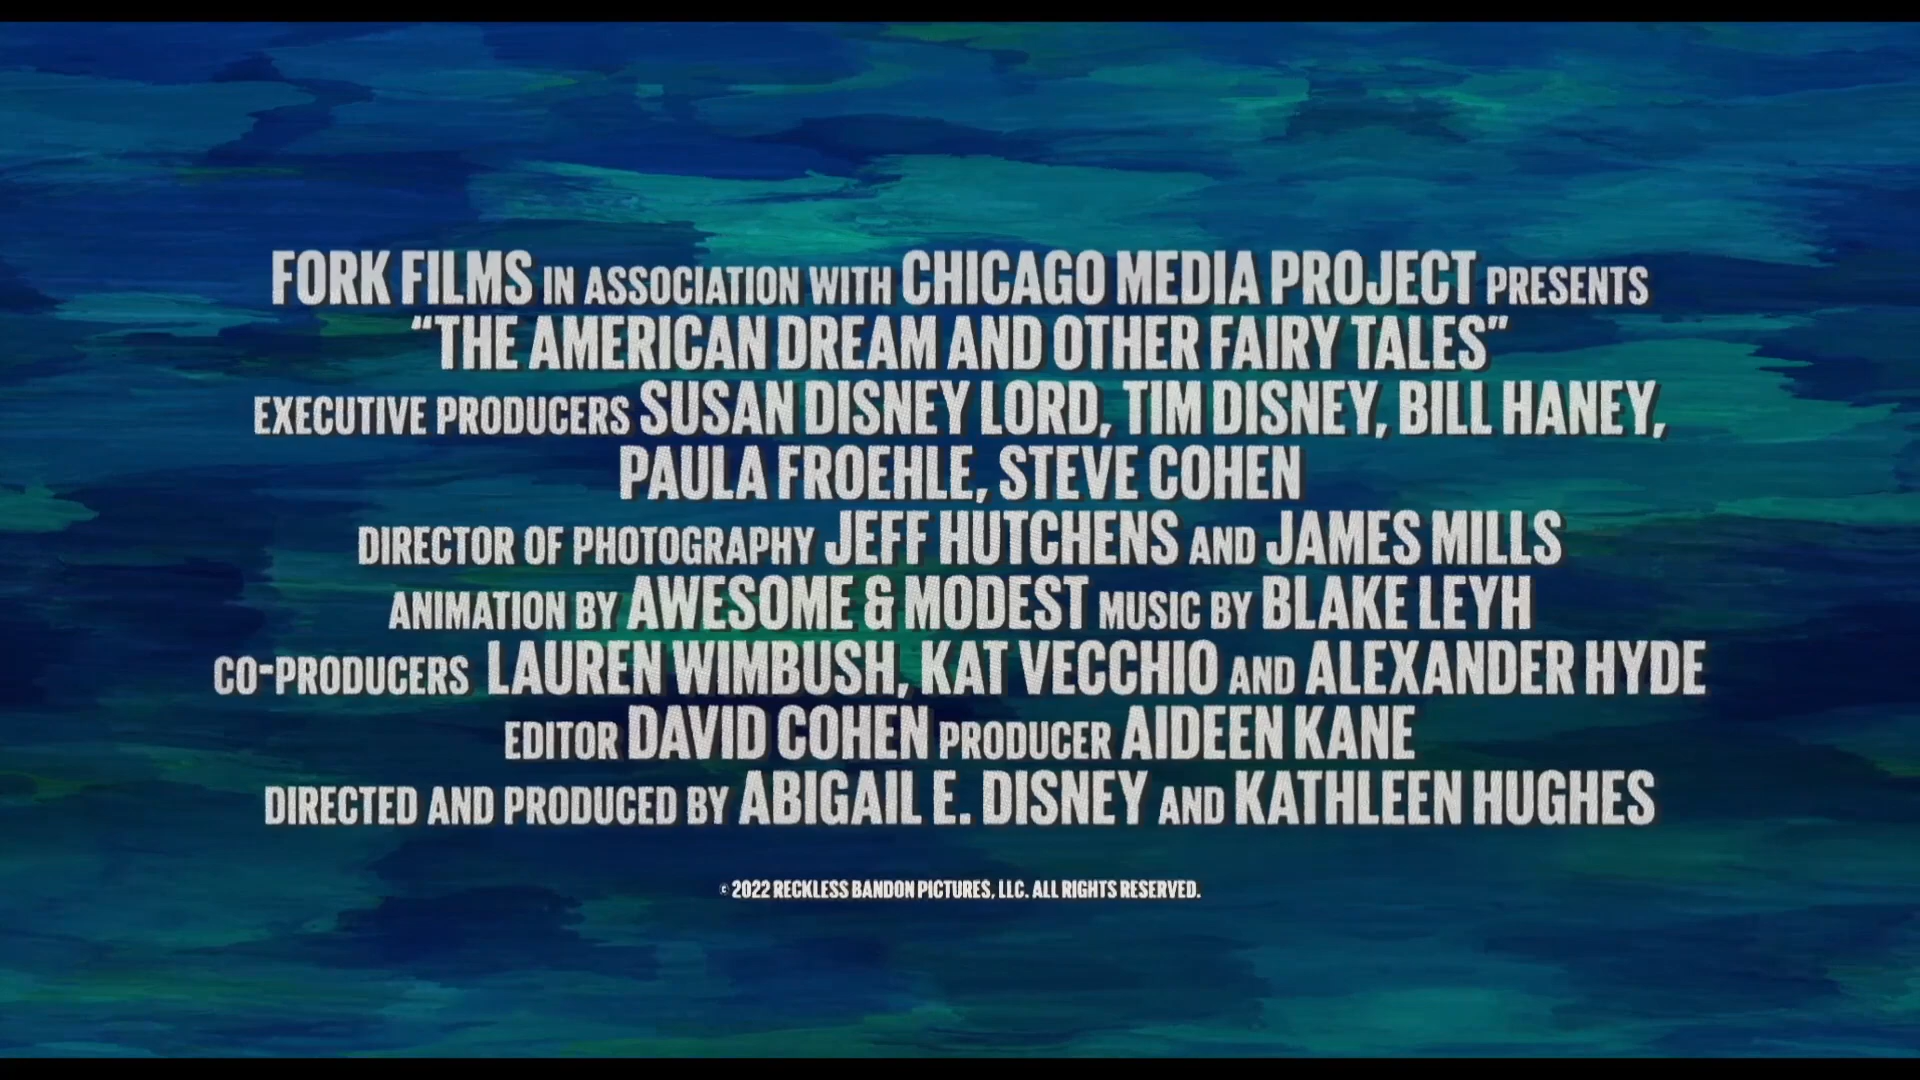 FORK FILMS IN ASSOCIATION WITH CHICAGO MEDIA PROJECT PRESENTS
“THE AMERICAN DREAM AND OTHER FAIRY TALES”
EXECUTIVE PRODUCERS SUSAN DISNEY LORD, TIM DISNEY, BILL HANEY,
PAULA FROEHLE, STEVE COHEN
DIRECTOR OF PHOTOGRAPHY JEFF HUTCHENS AND JAMES MILLS
ANIMATION BY AWESOME & MODEST MUSIC BY BLAKE LEYH
CO-PRODUCERS LAUREN WIMBUSH, KAT VECCHIO AND ALEXANDER HYDE
EDITOR DAVID COHEN PRODUCER AIDEEN KANE
DIRECTED AND PRODUCED BY ABIGAIL E. DISNEY AND KATHLEEN HUGHES
© 2022 RECKLESS BANDON PICTURES, LLC. ALL RIGHTS RESERVED.